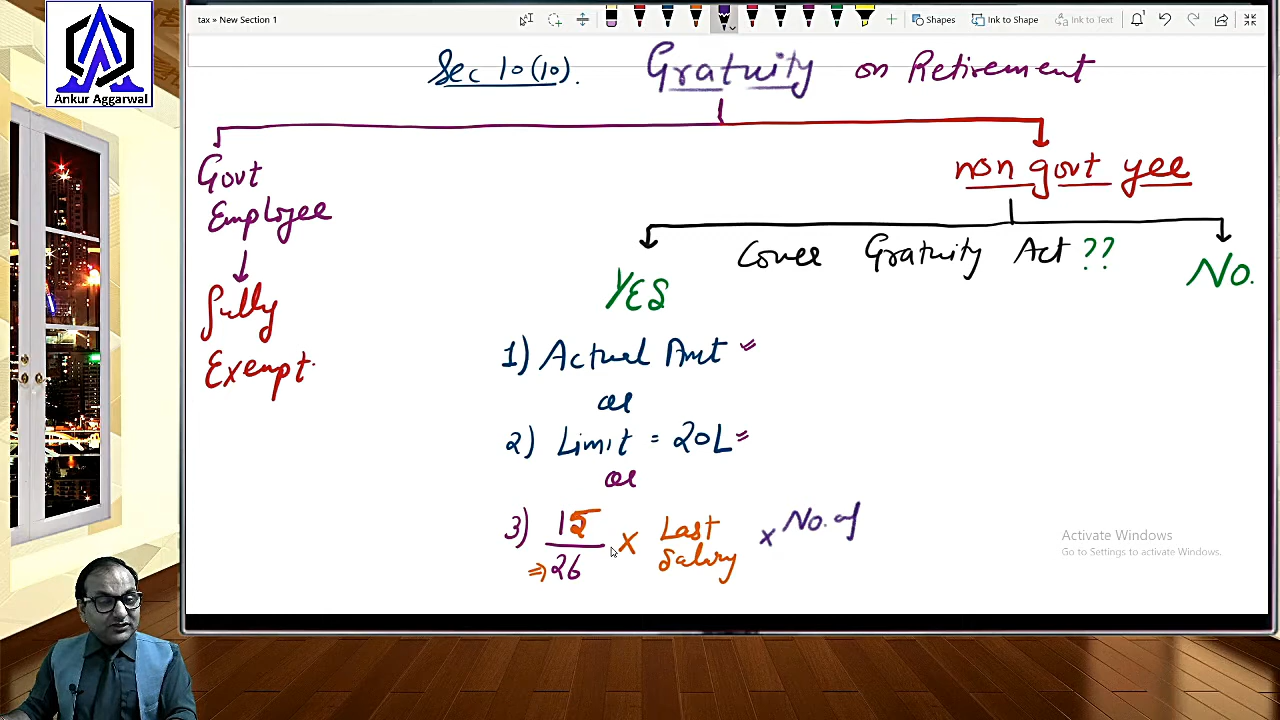 tax » New Section 1
Shapes
Ink to Shape
Ink to Text
Ankur Aggarwal
Sec 10(10). Gratuity on Retirement
Govt
Employee
Fully
Exempt.
non govt yee
Cover Gratuity Act ??
YES
No.
1) Actual Amt
or
2) Limit = 20L
or
3) 15
26
x Last
Salary
x No. of
Activate Windows
Go to Settings to activate Windows.